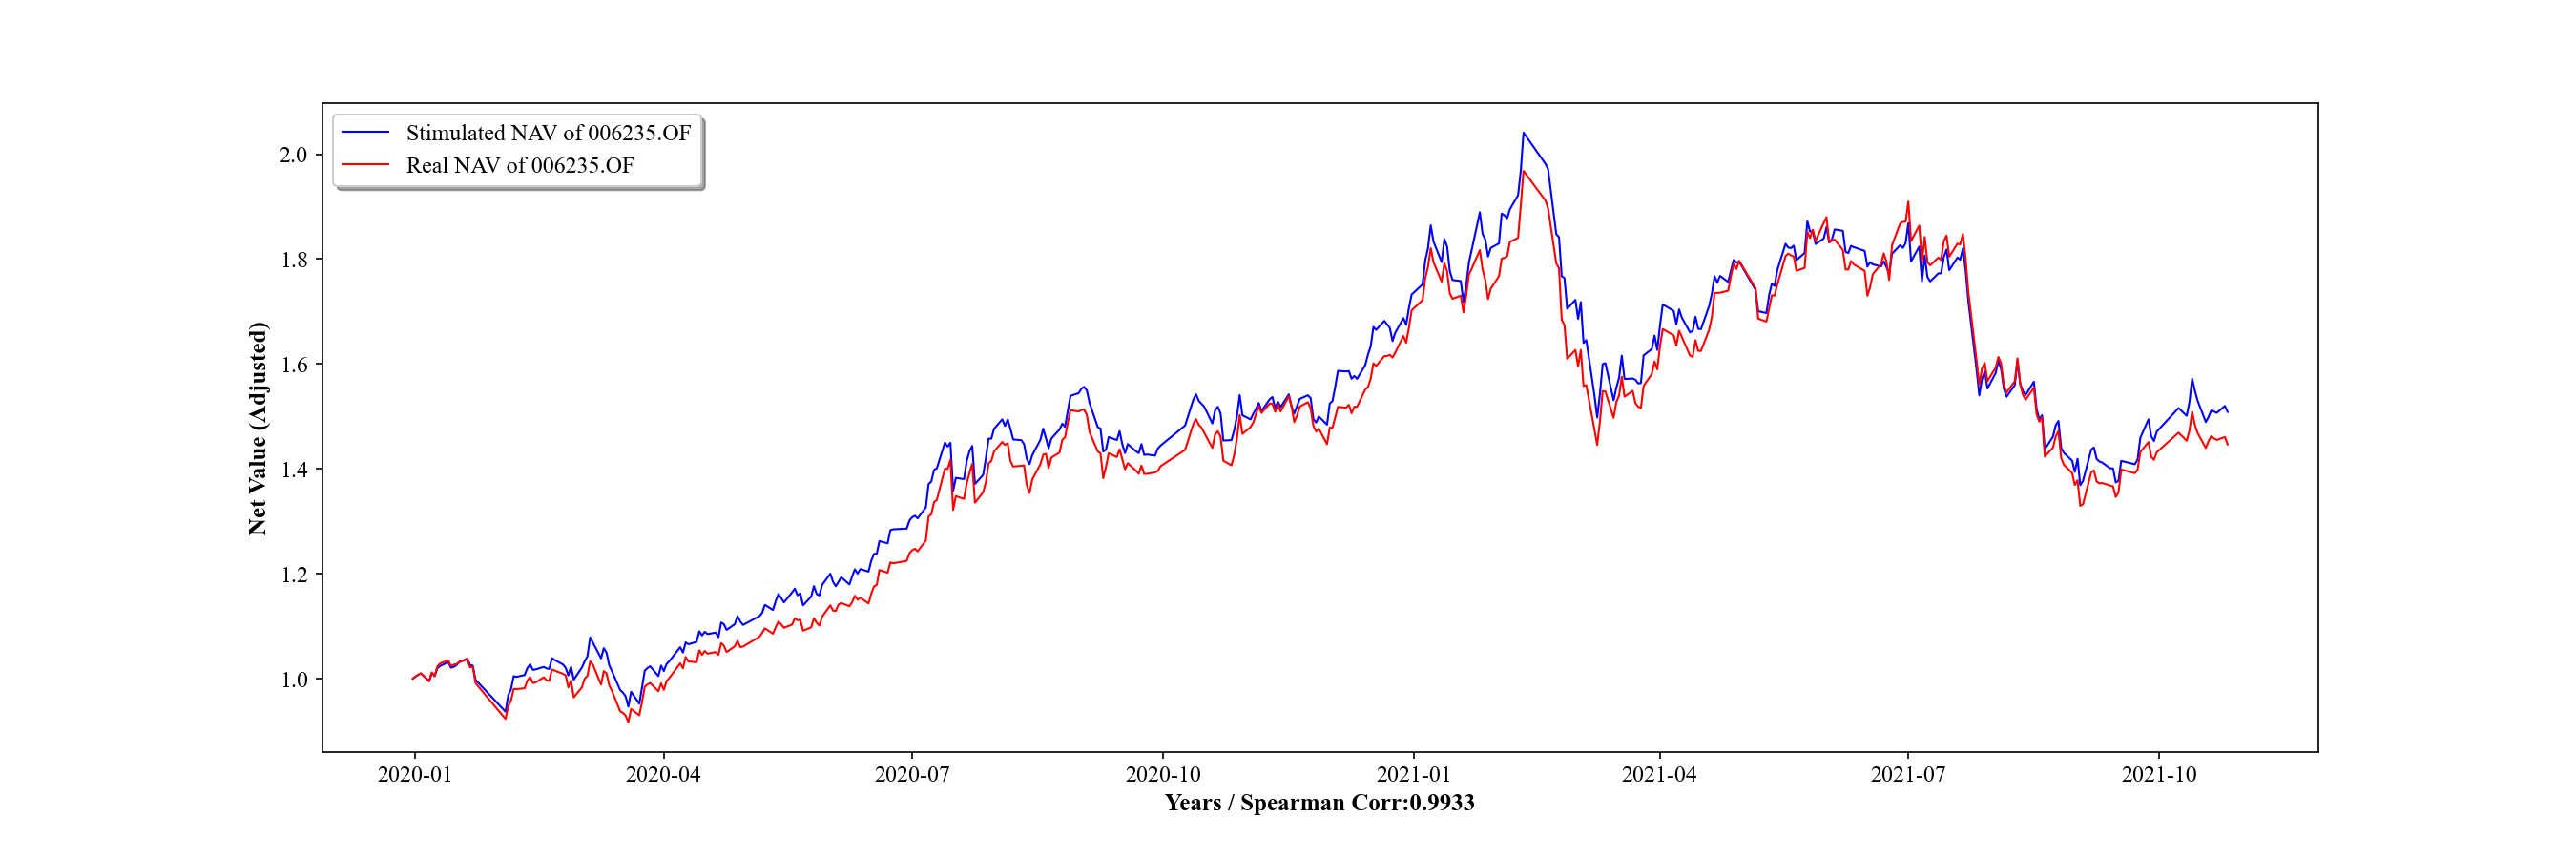 Stimulated NAV of 006235.OF
Real NAV of 006235.OF
Net Value (Adjusted)
2.0
1.8
1.6
1.4
1.2
1.0
2020-01 2020-04 2020-07 2020-10 2021-01 2021-04 2021-07 2021-10
Years / Spearman Corr:0.9933